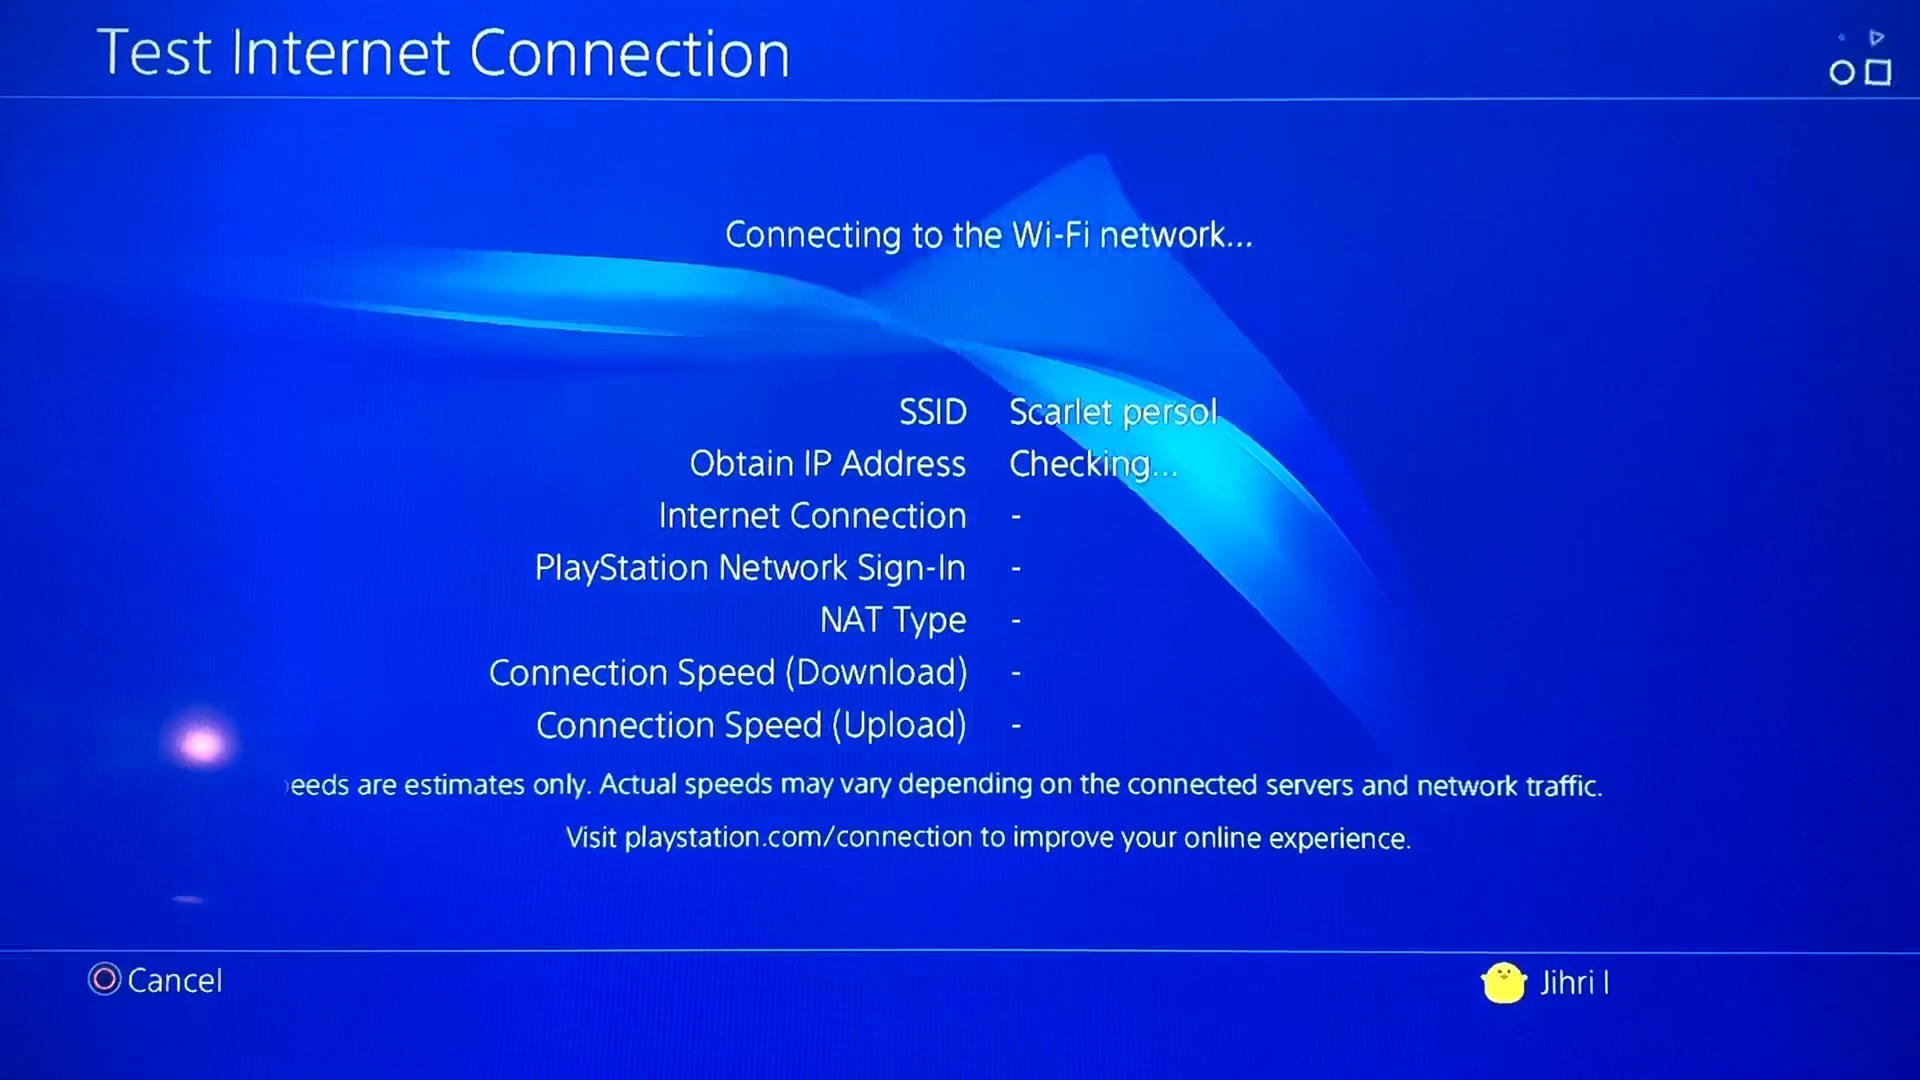 Test Internet Connection
Connecting to the Wi-Fi network...
SSID Scarlet persol
Obtain IP Address Checking...
Internet Connection -
PlayStation Network Sign-In -
NAT Type -
Connection Speed (Download) -
Connection Speed (Upload) -
eeds are estimates only. Actual speeds may vary depending on the connected servers and network traffic.
Visit playstation.com/connection to improve your online experience.
Cancel
Jihri I